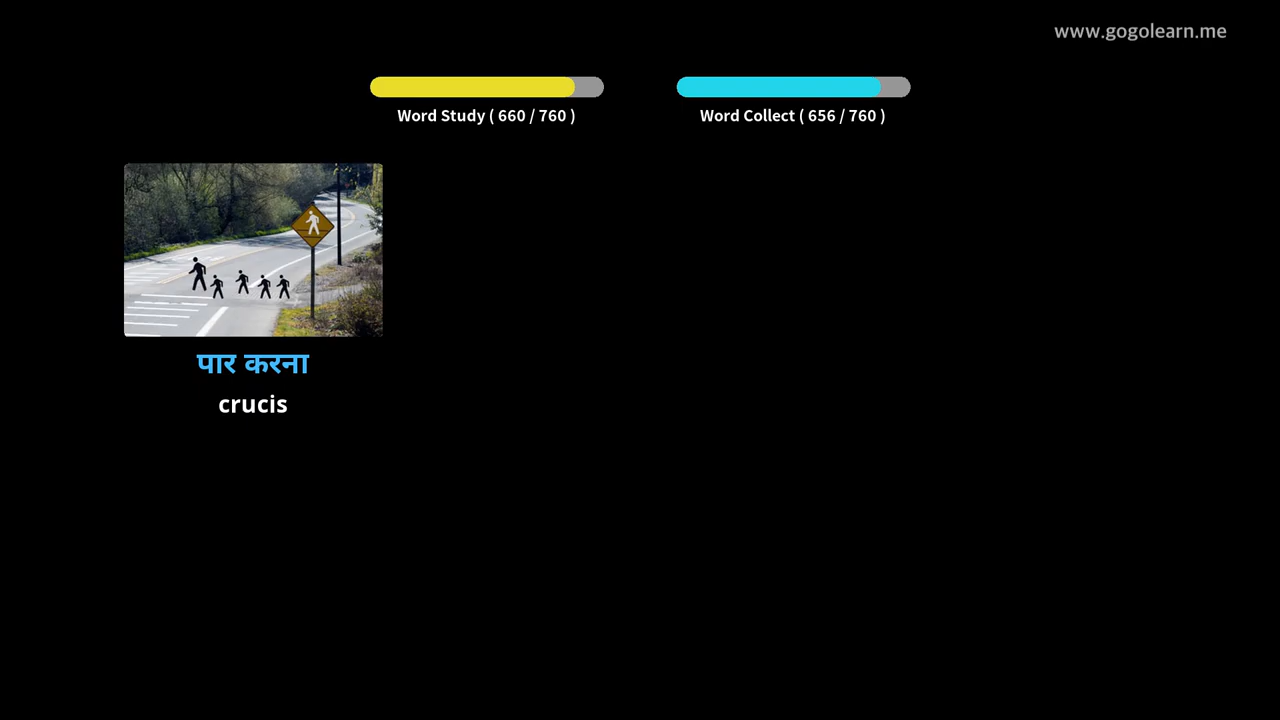 www.gogolearn.me
Word Study ( 660 / 760 )
Word Collect ( 656 / 760 )
पार करना
crucis